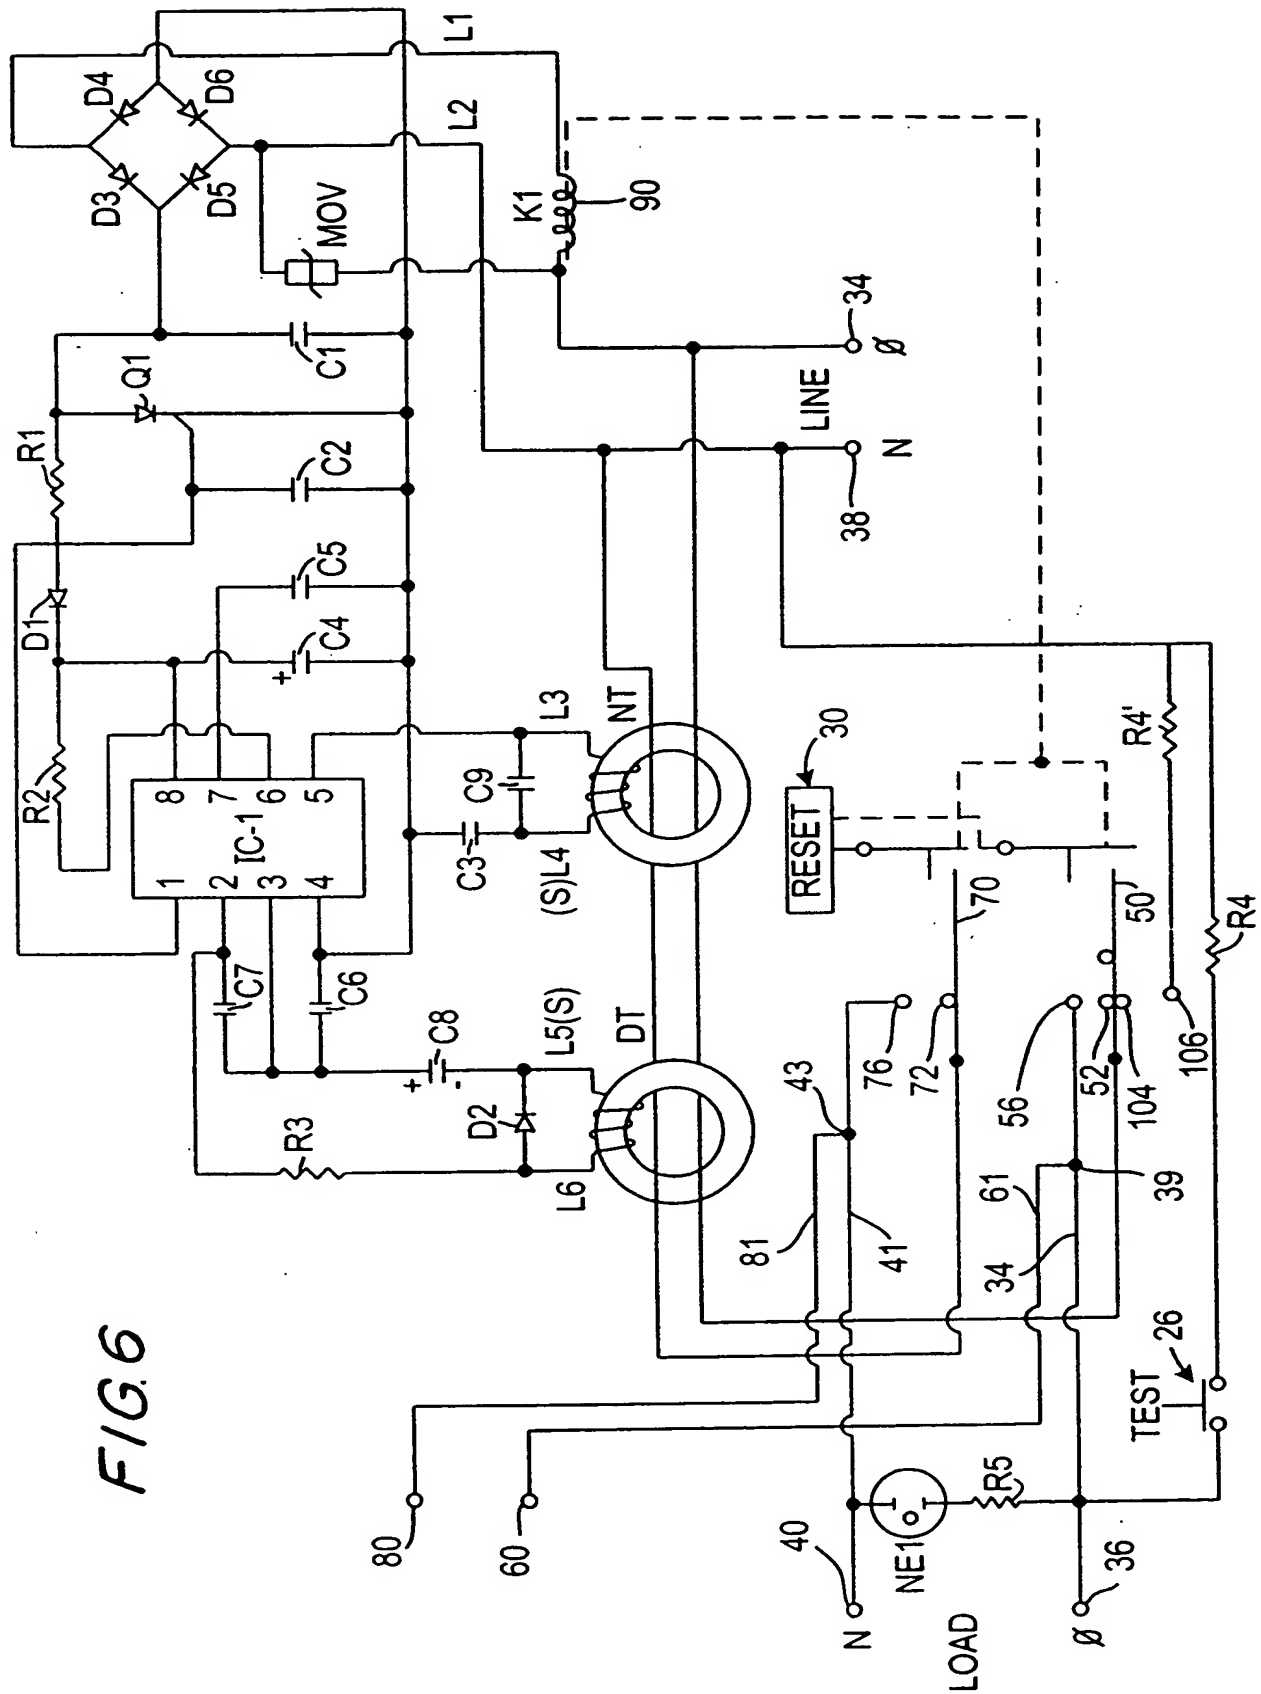 FIG.6
L1
L2
D4
D6
D3
D5
MOV
K1
90
C1
Q1
R1
C2
C5
D1
C4
+
R2
8
7
6
5
IC-1
1
2
3
4
C7
C6
C3
C9
L3
(S)L4
NT
34
Ø
LINE
N
38
RESET
30
R4'
70
50
R4
C8
+
-
L5(S)
DT
D2
R3
L6
43
76
72
56
52
104
106
81
41
61
34
39
TEST
26
80
60
40
N
NE1
R5
LOAD
Ø
36